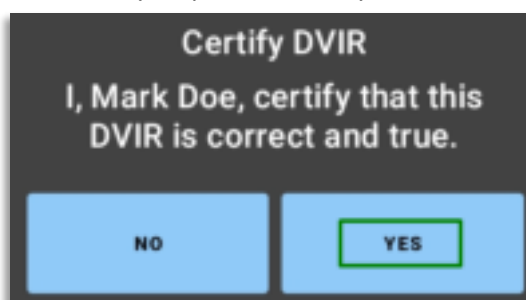 Certify DVIR
I, Mark Doe, certify that this
DVIR is correct and true.
NO
YES